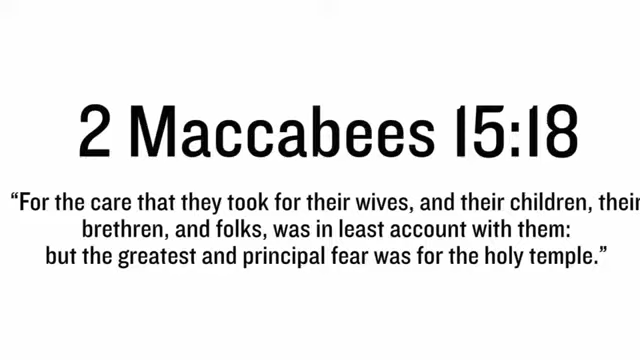 2 Maccabees 15:18
“For the care that they took for their wives, and their children, their
brethren, and folks, was in least account with them:
but the greatest and principal fear was for the holy temple.”